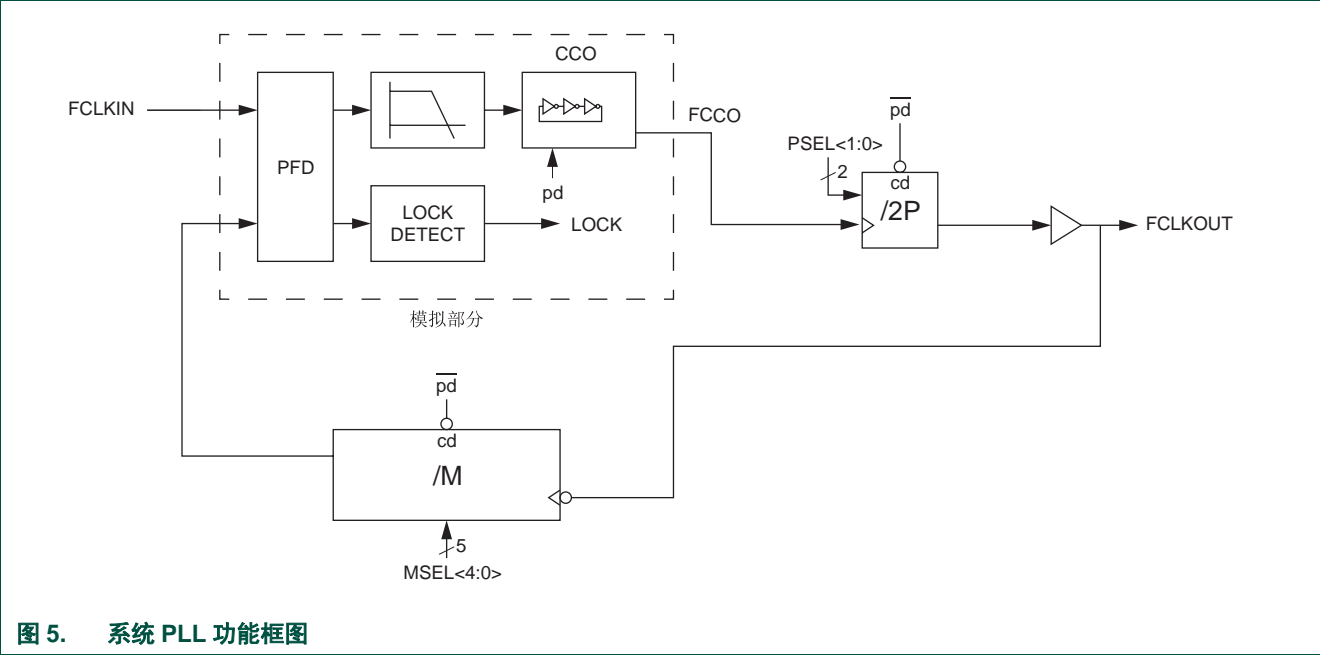 CCO
FCLKIN
PFD
pd
LOCK
DETECT
LOCK
模拟部分
FCCO
pd
PSEL<1:0>
2
cd
/2P
FCLKOUT
pd
cd
/M
5
MSEL<4:0>
图 5. 系统 PLL 功能框图